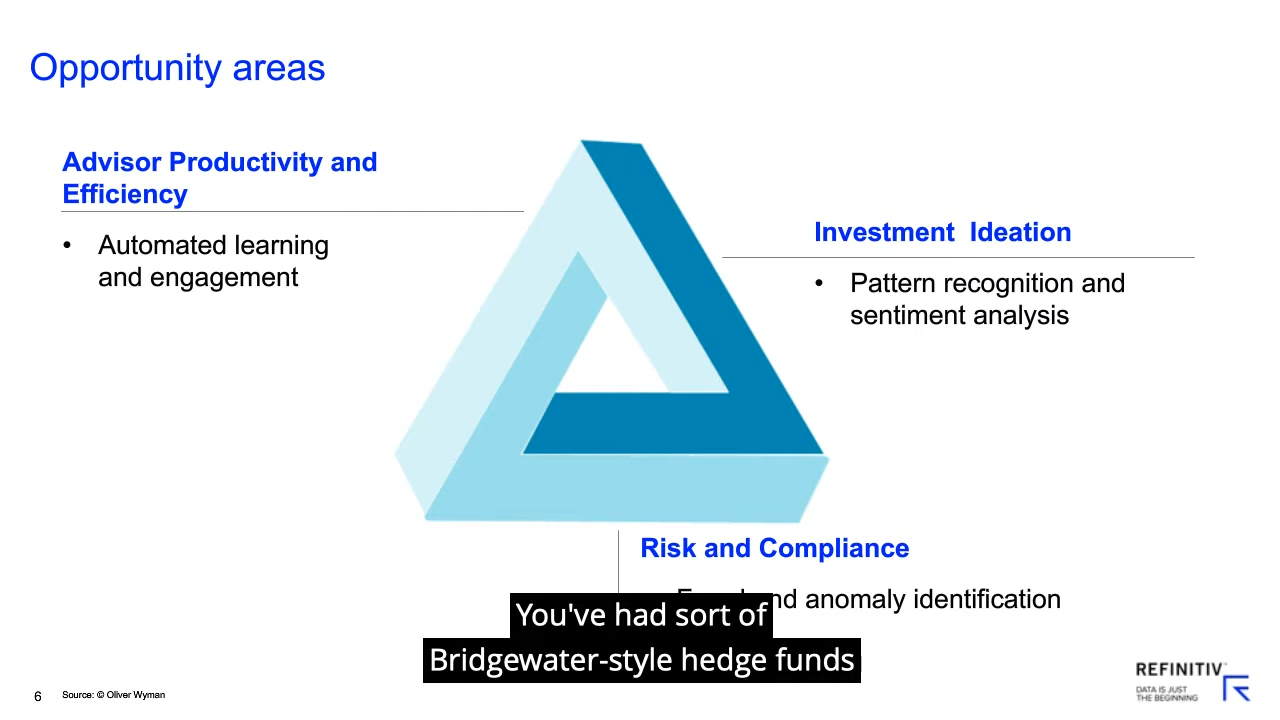 Opportunity areas
Advisor Productivity and
Efficiency
• Automated learning
and engagement
Investment Ideation
• Pattern recognition and
sentiment analysis
Risk and Compliance
anomaly identification
You've had sort of
Bridgewater-style hedge funds
6
Source: © Oliver Wyman
REFINITIV
DATA IS JUST
THE BEGINNING